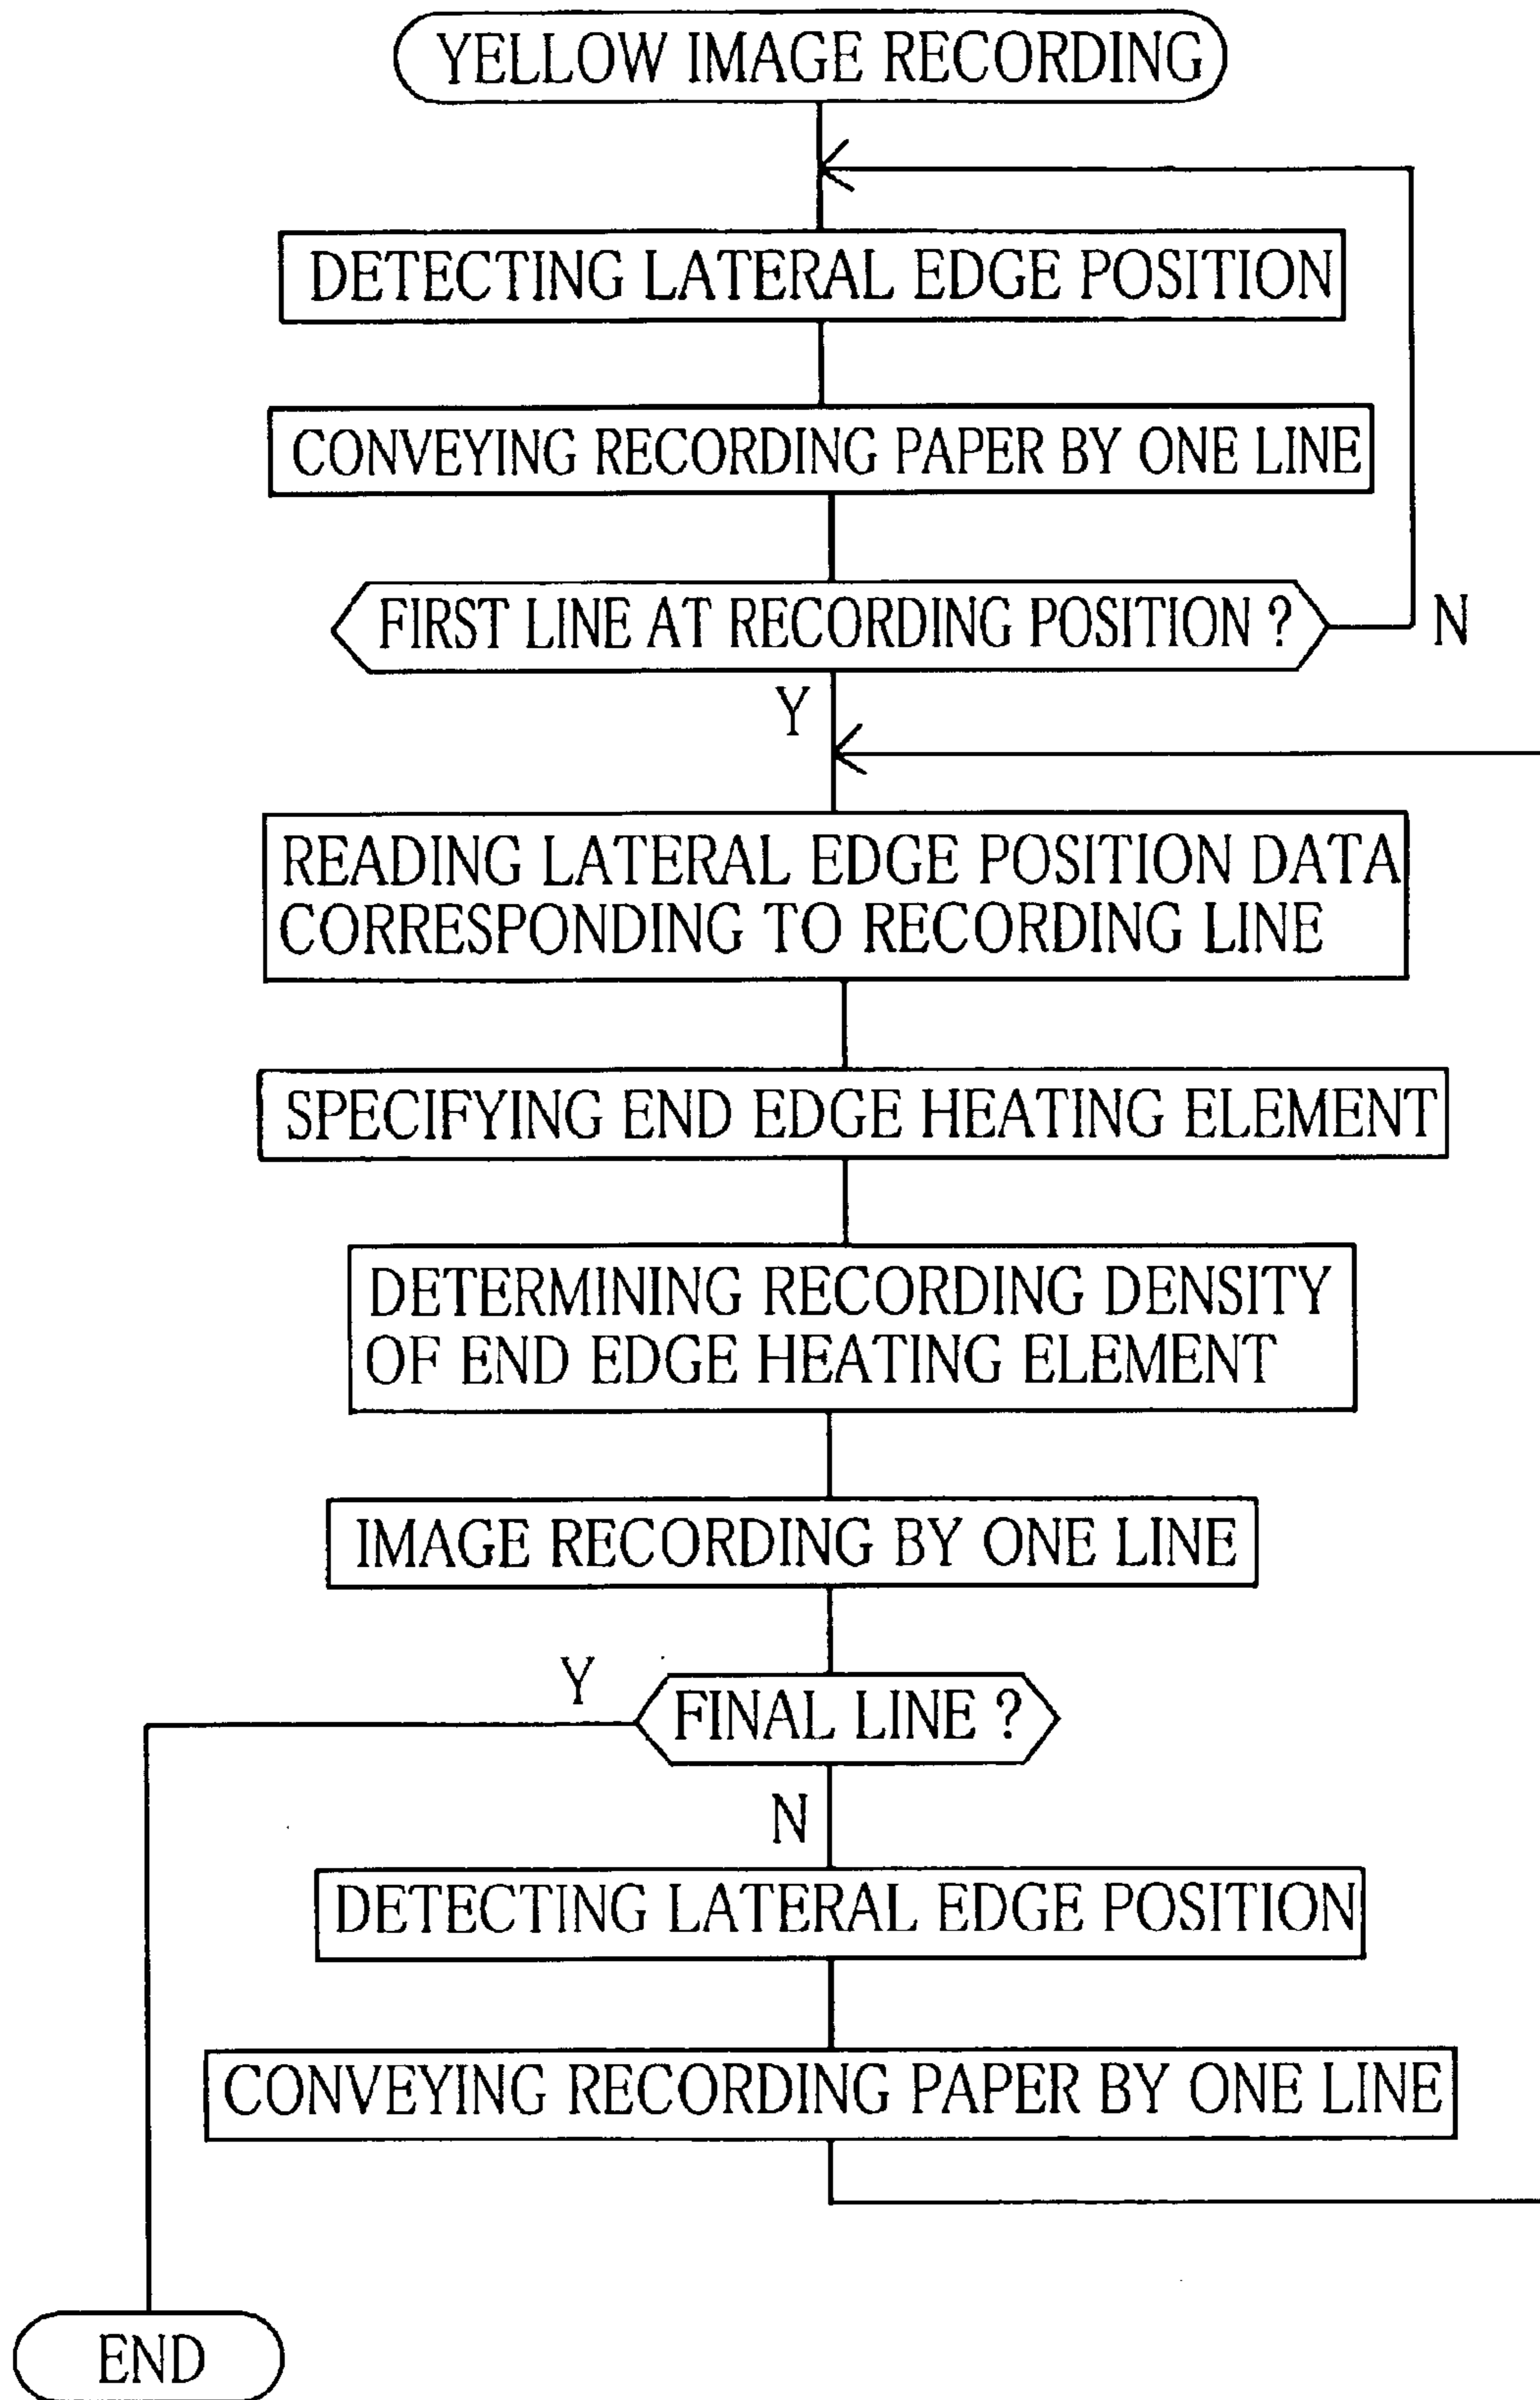 YELLOW IMAGE RECORDING
DETECTING LATERAL EDGE POSITION
CONVEYING RECORDING PAPER BY ONE LINE
FIRST LINE AT RECORDING POSITION ?
N
Y
READING LATERAL EDGE POSITION DATA
CORRESPONDING TO RECORDING LINE
SPECIFYING END EDGE HEATING ELEMENT
DETERMINING RECORDING DENSITY
OF END EDGE HEATING ELEMENT
IMAGE RECORDING BY ONE LINE
Y
FINAL LINE ?
N
DETECTING LATERAL EDGE POSITION
CONVEYING RECORDING PAPER BY ONE LINE
END